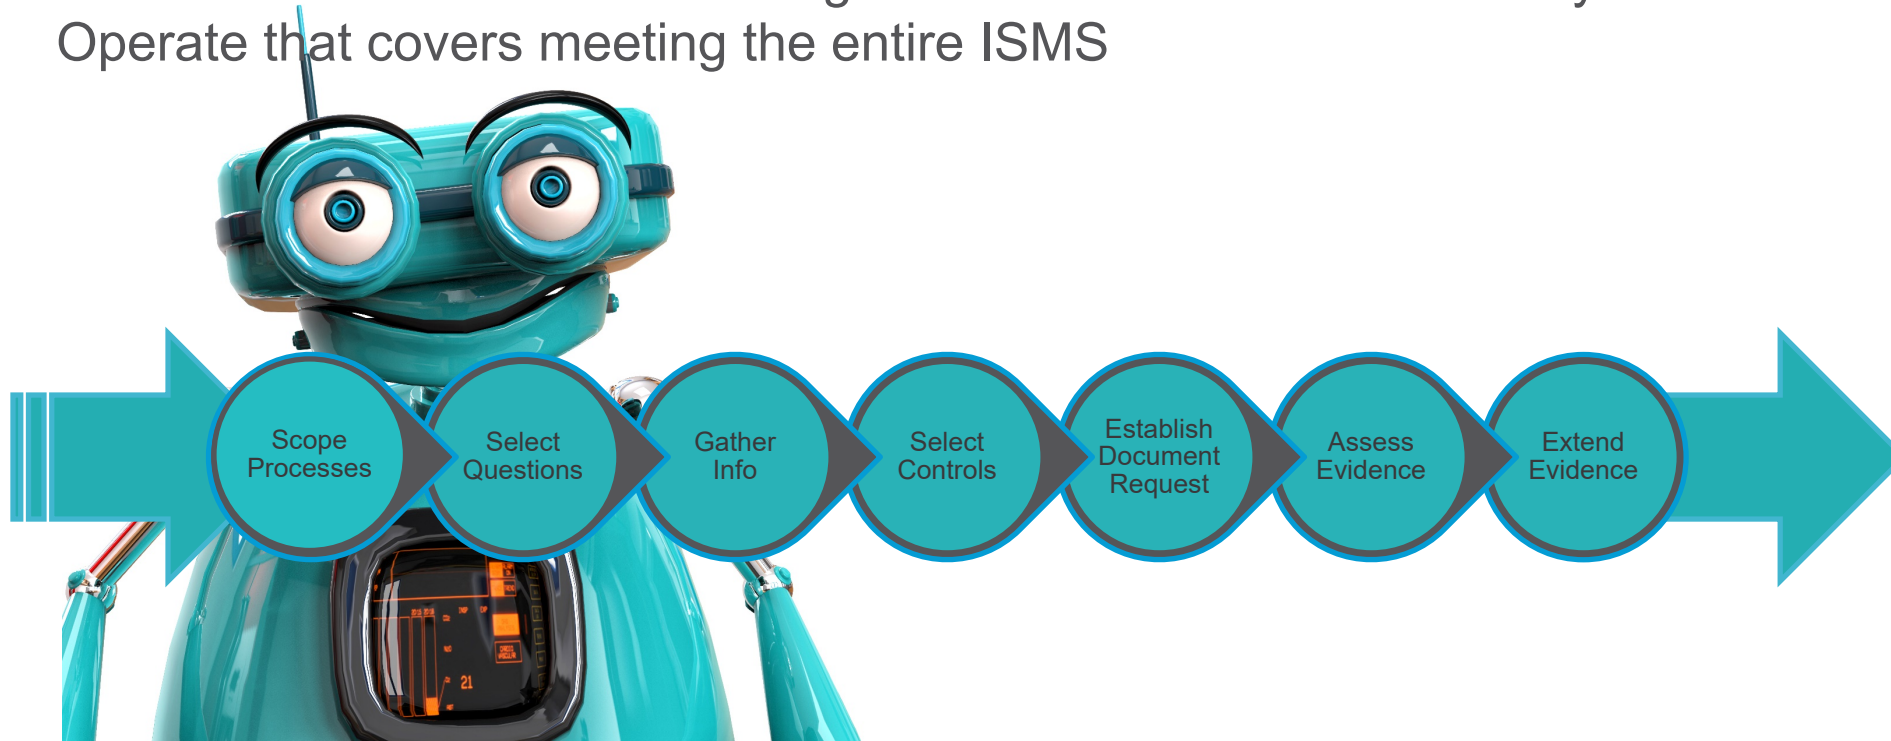 Operate that covers meeting the entire ISMS
Scope
Processes
Select
Questions
Gather
Info
Select
Controls
Establish
Document
Request
Assess
Evidence
Extend
Evidence
21